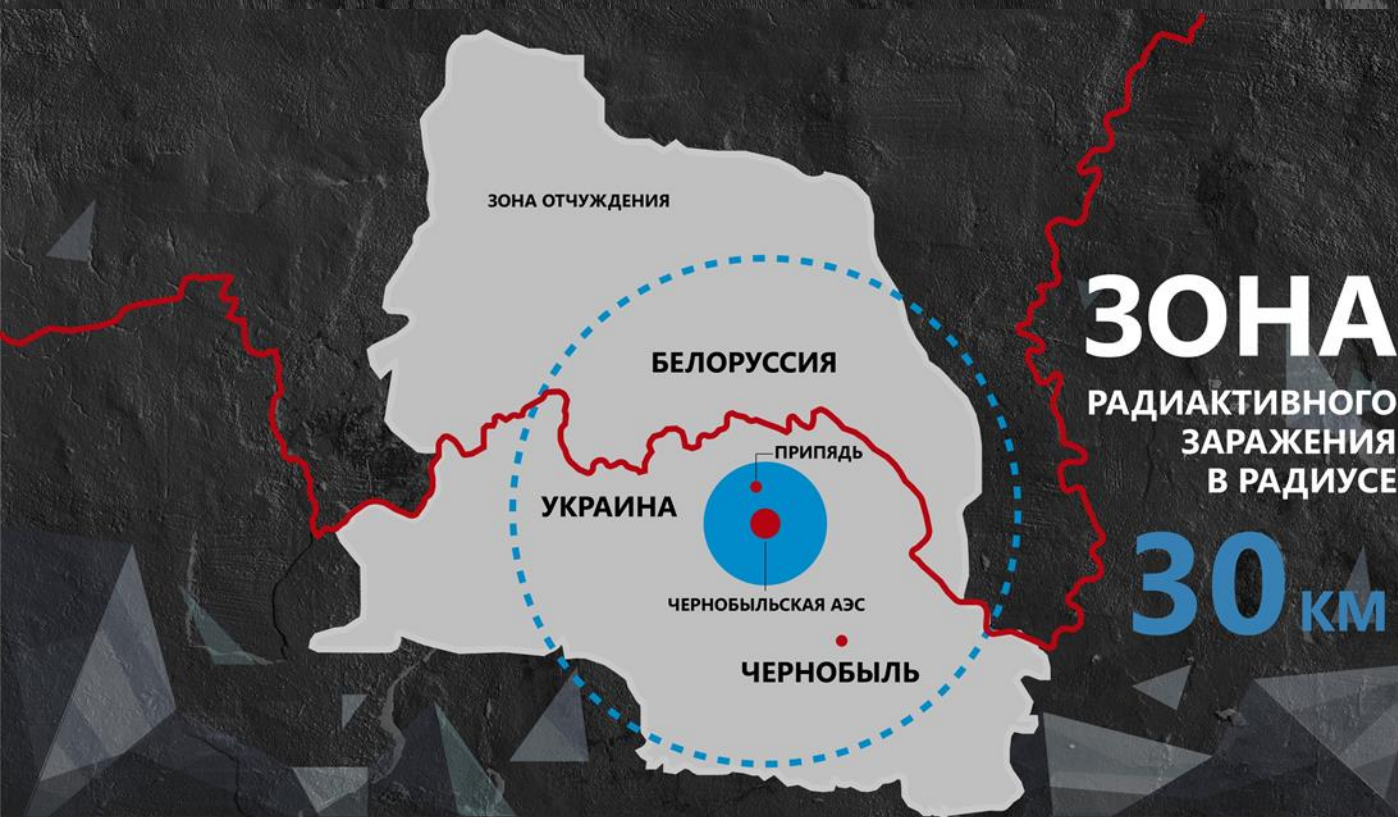 ЗОНА ОТЧУЖДЕНИЯ
БЕЛОРУССИЯ
ПРИПЯДЬ
УКРАИНА
ЧЕРНОБЫЛЬСКАЯ АЭС
ЧЕРНОБЫЛЬ
ЗОНА
РАДИАКТИВНОГО
ЗАРАЖЕНИЯ
В РАДИУСЕ
30 КМ